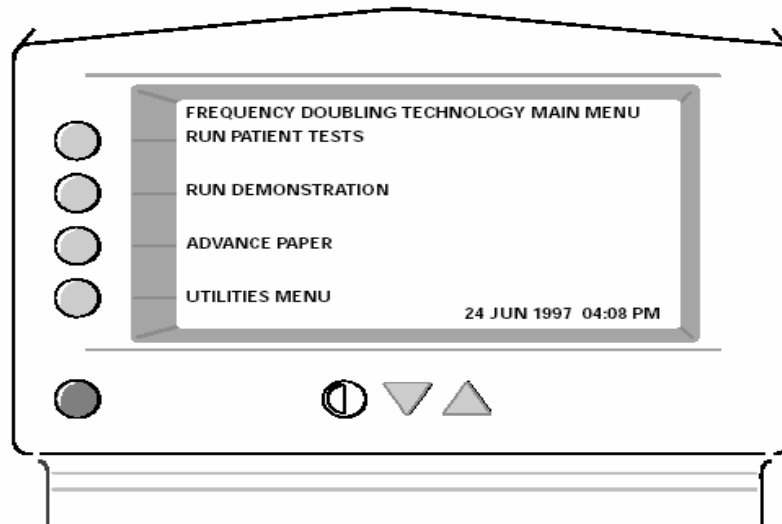 FREQUENCY DOUBLING TECHNOLOGY MAIN MENU
RUN PATIENT TESTS
RUN DEMONSTRATION
ADVANCE PAPER
UTILITIES MENU
24 JUN 1997 04:08 PM